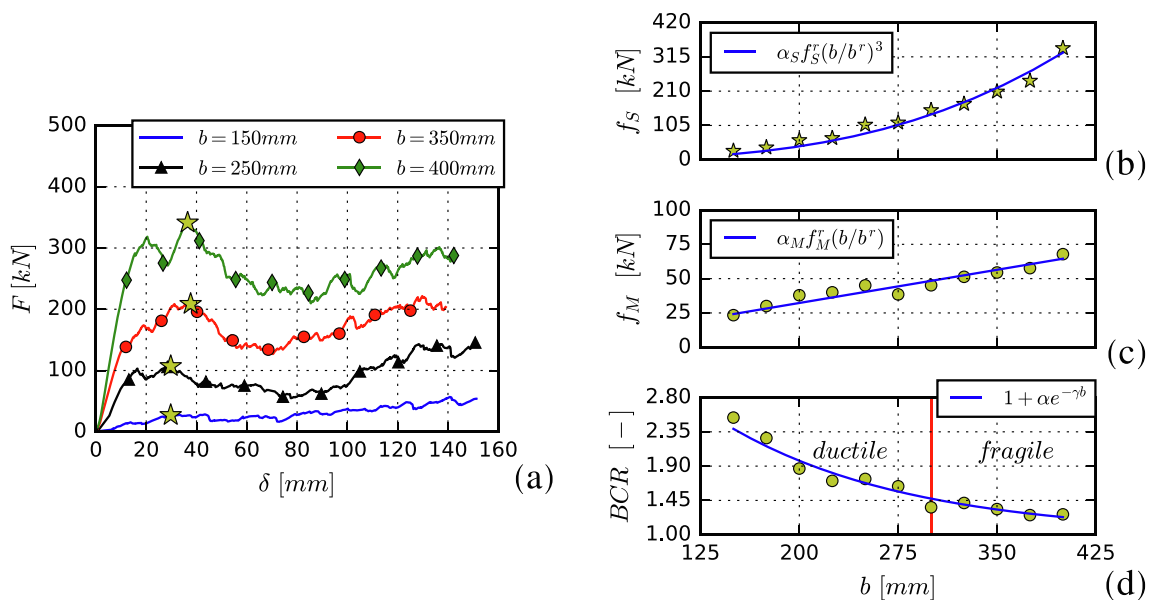 500
400
300
200
100
0
F [kN]
b = 150mm
b = 250mm
b = 350mm
b = 400mm
0 20 40 60 80 100 120 140 160
δ [mm]
(a)
420
315
210
105
0
f_S [kN]
α_S f_S^r (b/b^r)^3
(b)
100
75
50
25
0
f_M [kN]
α_M f_M^r (b/b^r)
(c)
2.80
2.35
1.90
1.45
1.00
BCR [−]
1 + αe^{−γb}
ductile
fragile
125 200 275 350 425
b [mm]
(d)